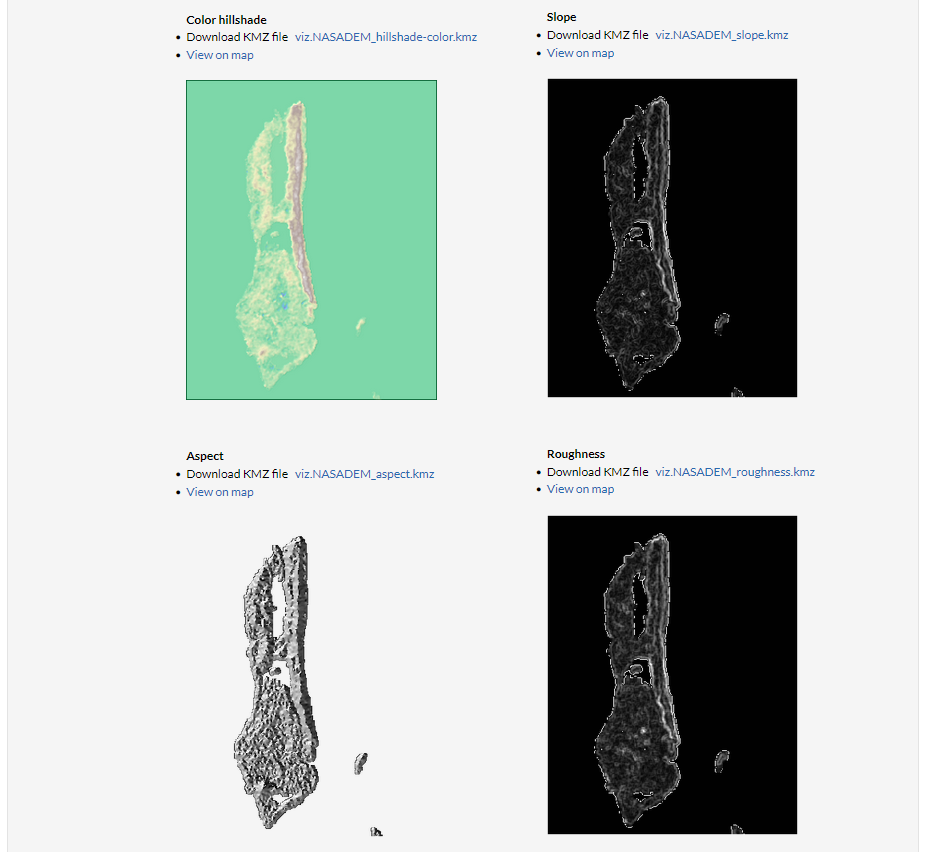 Color hillshade
• Download KMZ file viz.NASADEM_hillshade-color.kmz
• View on map
Slope
• Download KMZ file viz.NASADEM_slope.kmz
• View on map
Aspect
• Download KMZ file viz.NASADEM_aspect.kmz
• View on map
Roughness
• Download KMZ file viz.NASADEM_roughness.kmz
• View on map